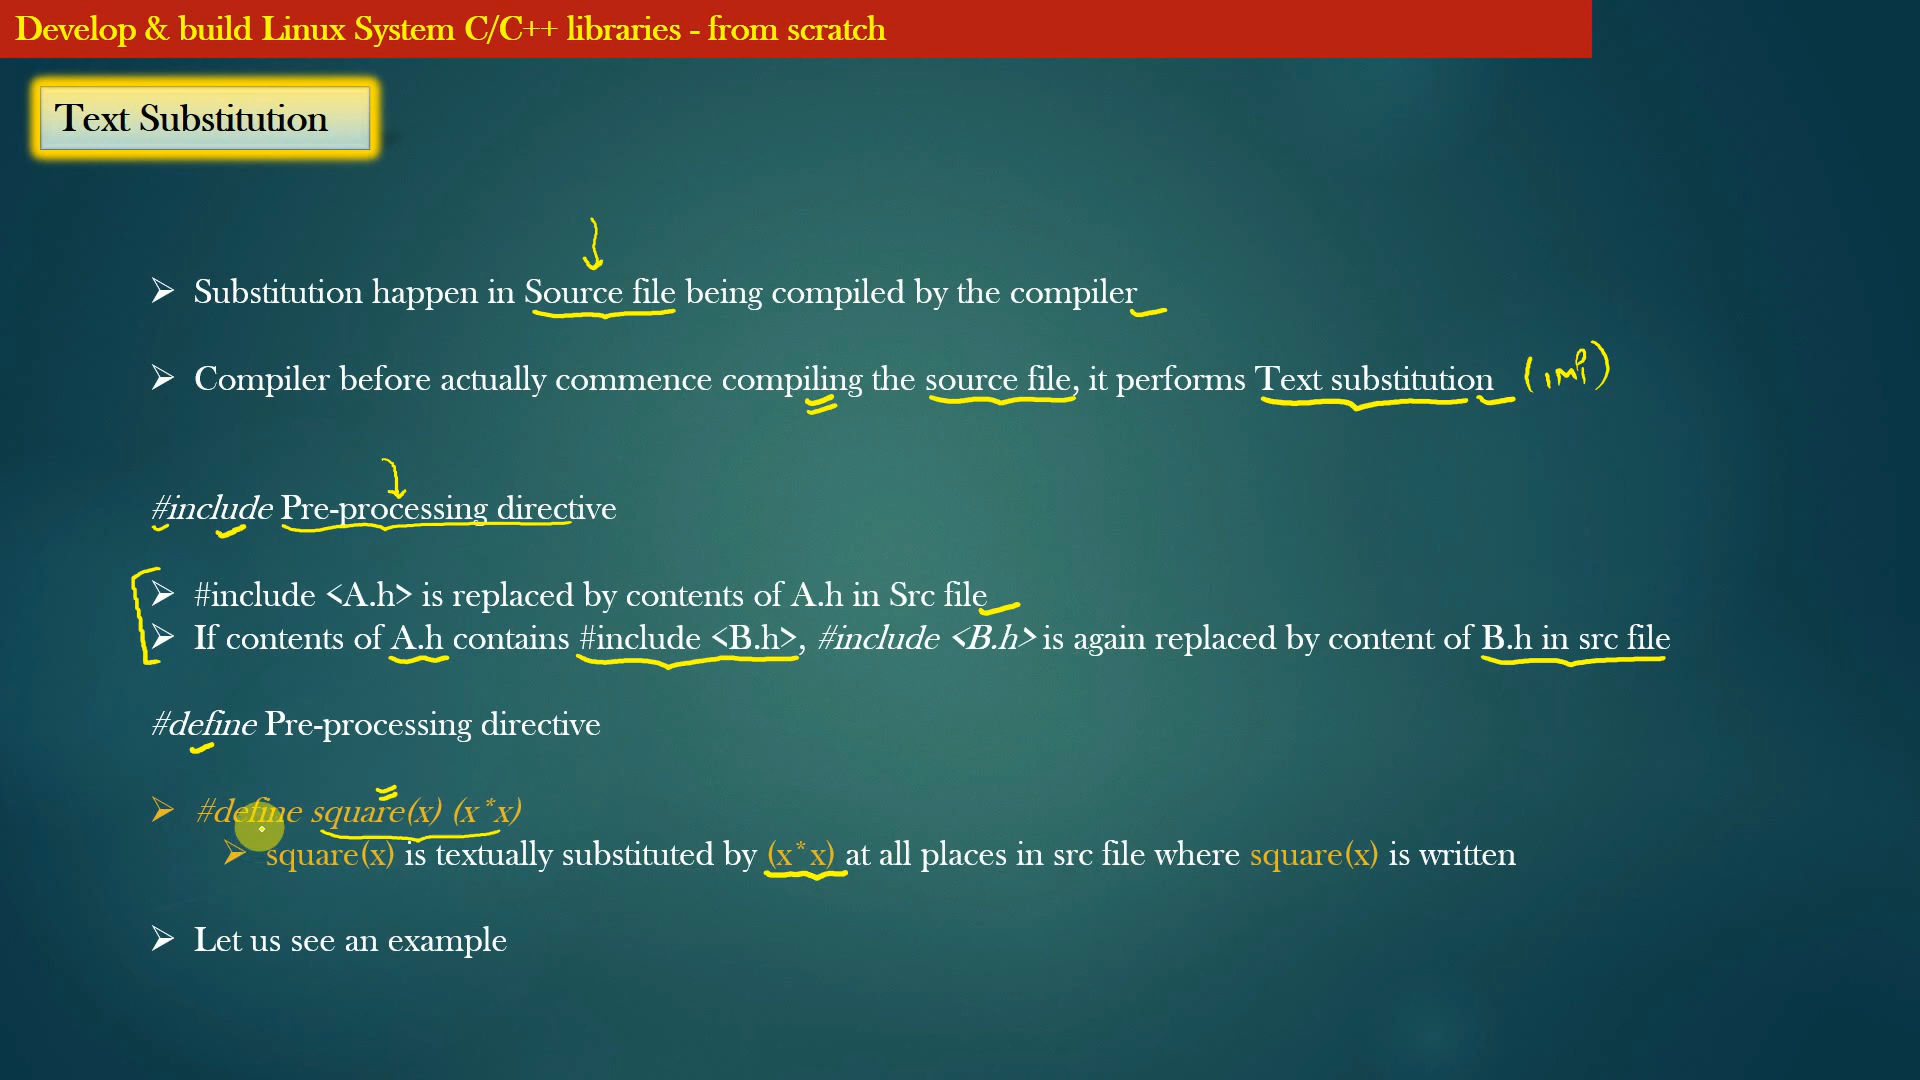 Develop & build Linux System C/C++ libraries - from scratch
Text Substitution
➢ Substitution happen in Source file being compiled by the compiler
➢ Compiler before actually commence compiling the source file, it performs Text substitution (imp)
#include Pre-processing directive
➢ #include <A.h> is replaced by contents of A.h in Src file
➢ If contents of A.h contains #include <B.h>, #include <B.h> is again replaced by content of B.h in src file
#define Pre-processing directive
➢ #define square(x) (x*x)
➢ square(x) is textually substituted by (x*x) at all places in src file where square(x) is written
➢ Let us see an example